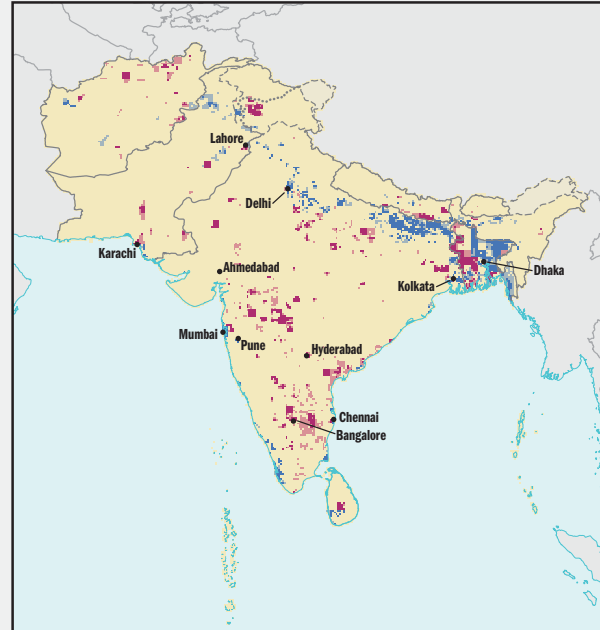 Lahore
Delhi
Karachi
Ahmedabad
Dhaka
Kolkata
Mumbai
Pune
Hyderabad
Chennai
Bangalore